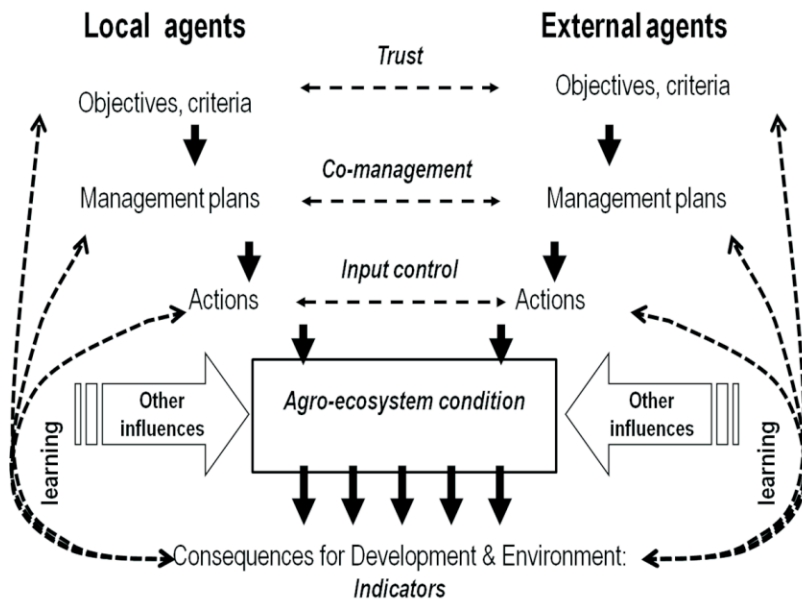 Local agents
External agents
Trust
Objectives, criteria
Objectives, criteria
Co-management
Management plans
Management plans
Input control
Actions
Actions
Other
influences
Agro-ecosystem condition
Other
influences
learning
learning
Consequences for Development & Environment:
Indicators